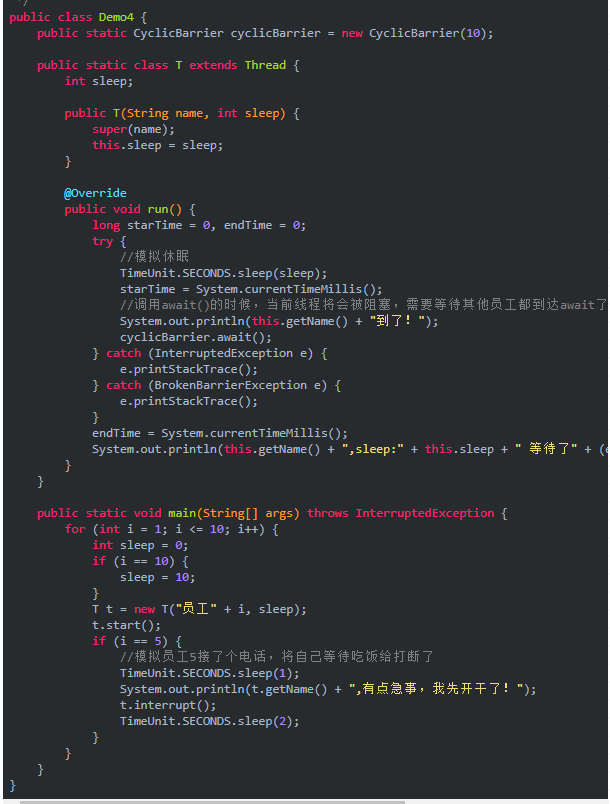 */
public class Demo4 {
    public static CyclicBarrier cyclicBarrier = new CyclicBarrier(10);

    public static class T extends Thread {
        int sleep;

        public T(String name, int sleep) {
            super(name);
            this.sleep = sleep;
        }

        @Override
        public void run() {
            long starTime = 0, endTime = 0;
            try {
                //模拟休眠
                TimeUnit.SECONDS.sleep(sleep);
                starTime = System.currentTimeMillis();
                //调用await()的时候，当前线程将会被阻塞，需要等待其他员工都到达await了
                System.out.println(this.getName() + "到了！");
                cyclicBarrier.await();
            } catch (InterruptedException e) {
                e.printStackTrace();
            } catch (BrokenBarrierException e) {
                e.printStackTrace();
            }
            endTime = System.currentTimeMillis();
            System.out.println(this.getName() + ",sleep:" + this.sleep + " 等待了" + (e
        }
    }

    public static void main(String[] args) throws InterruptedException {
        for (int i = 1; i <= 10; i++) {
            int sleep = 0;
            if (i == 10) {
                sleep = 10;
            }
            T t = new T("员工" + i, sleep);
            t.start();
            if (i == 5) {
                //模拟员工5接了个电话，将自己等待吃饭给打断了
                TimeUnit.SECONDS.sleep(1);
                System.out.println(t.getName() + ",有点急事，我先开干了！");
                t.interrupt();
                TimeUnit.SECONDS.sleep(2);
            }
        }
    }
}